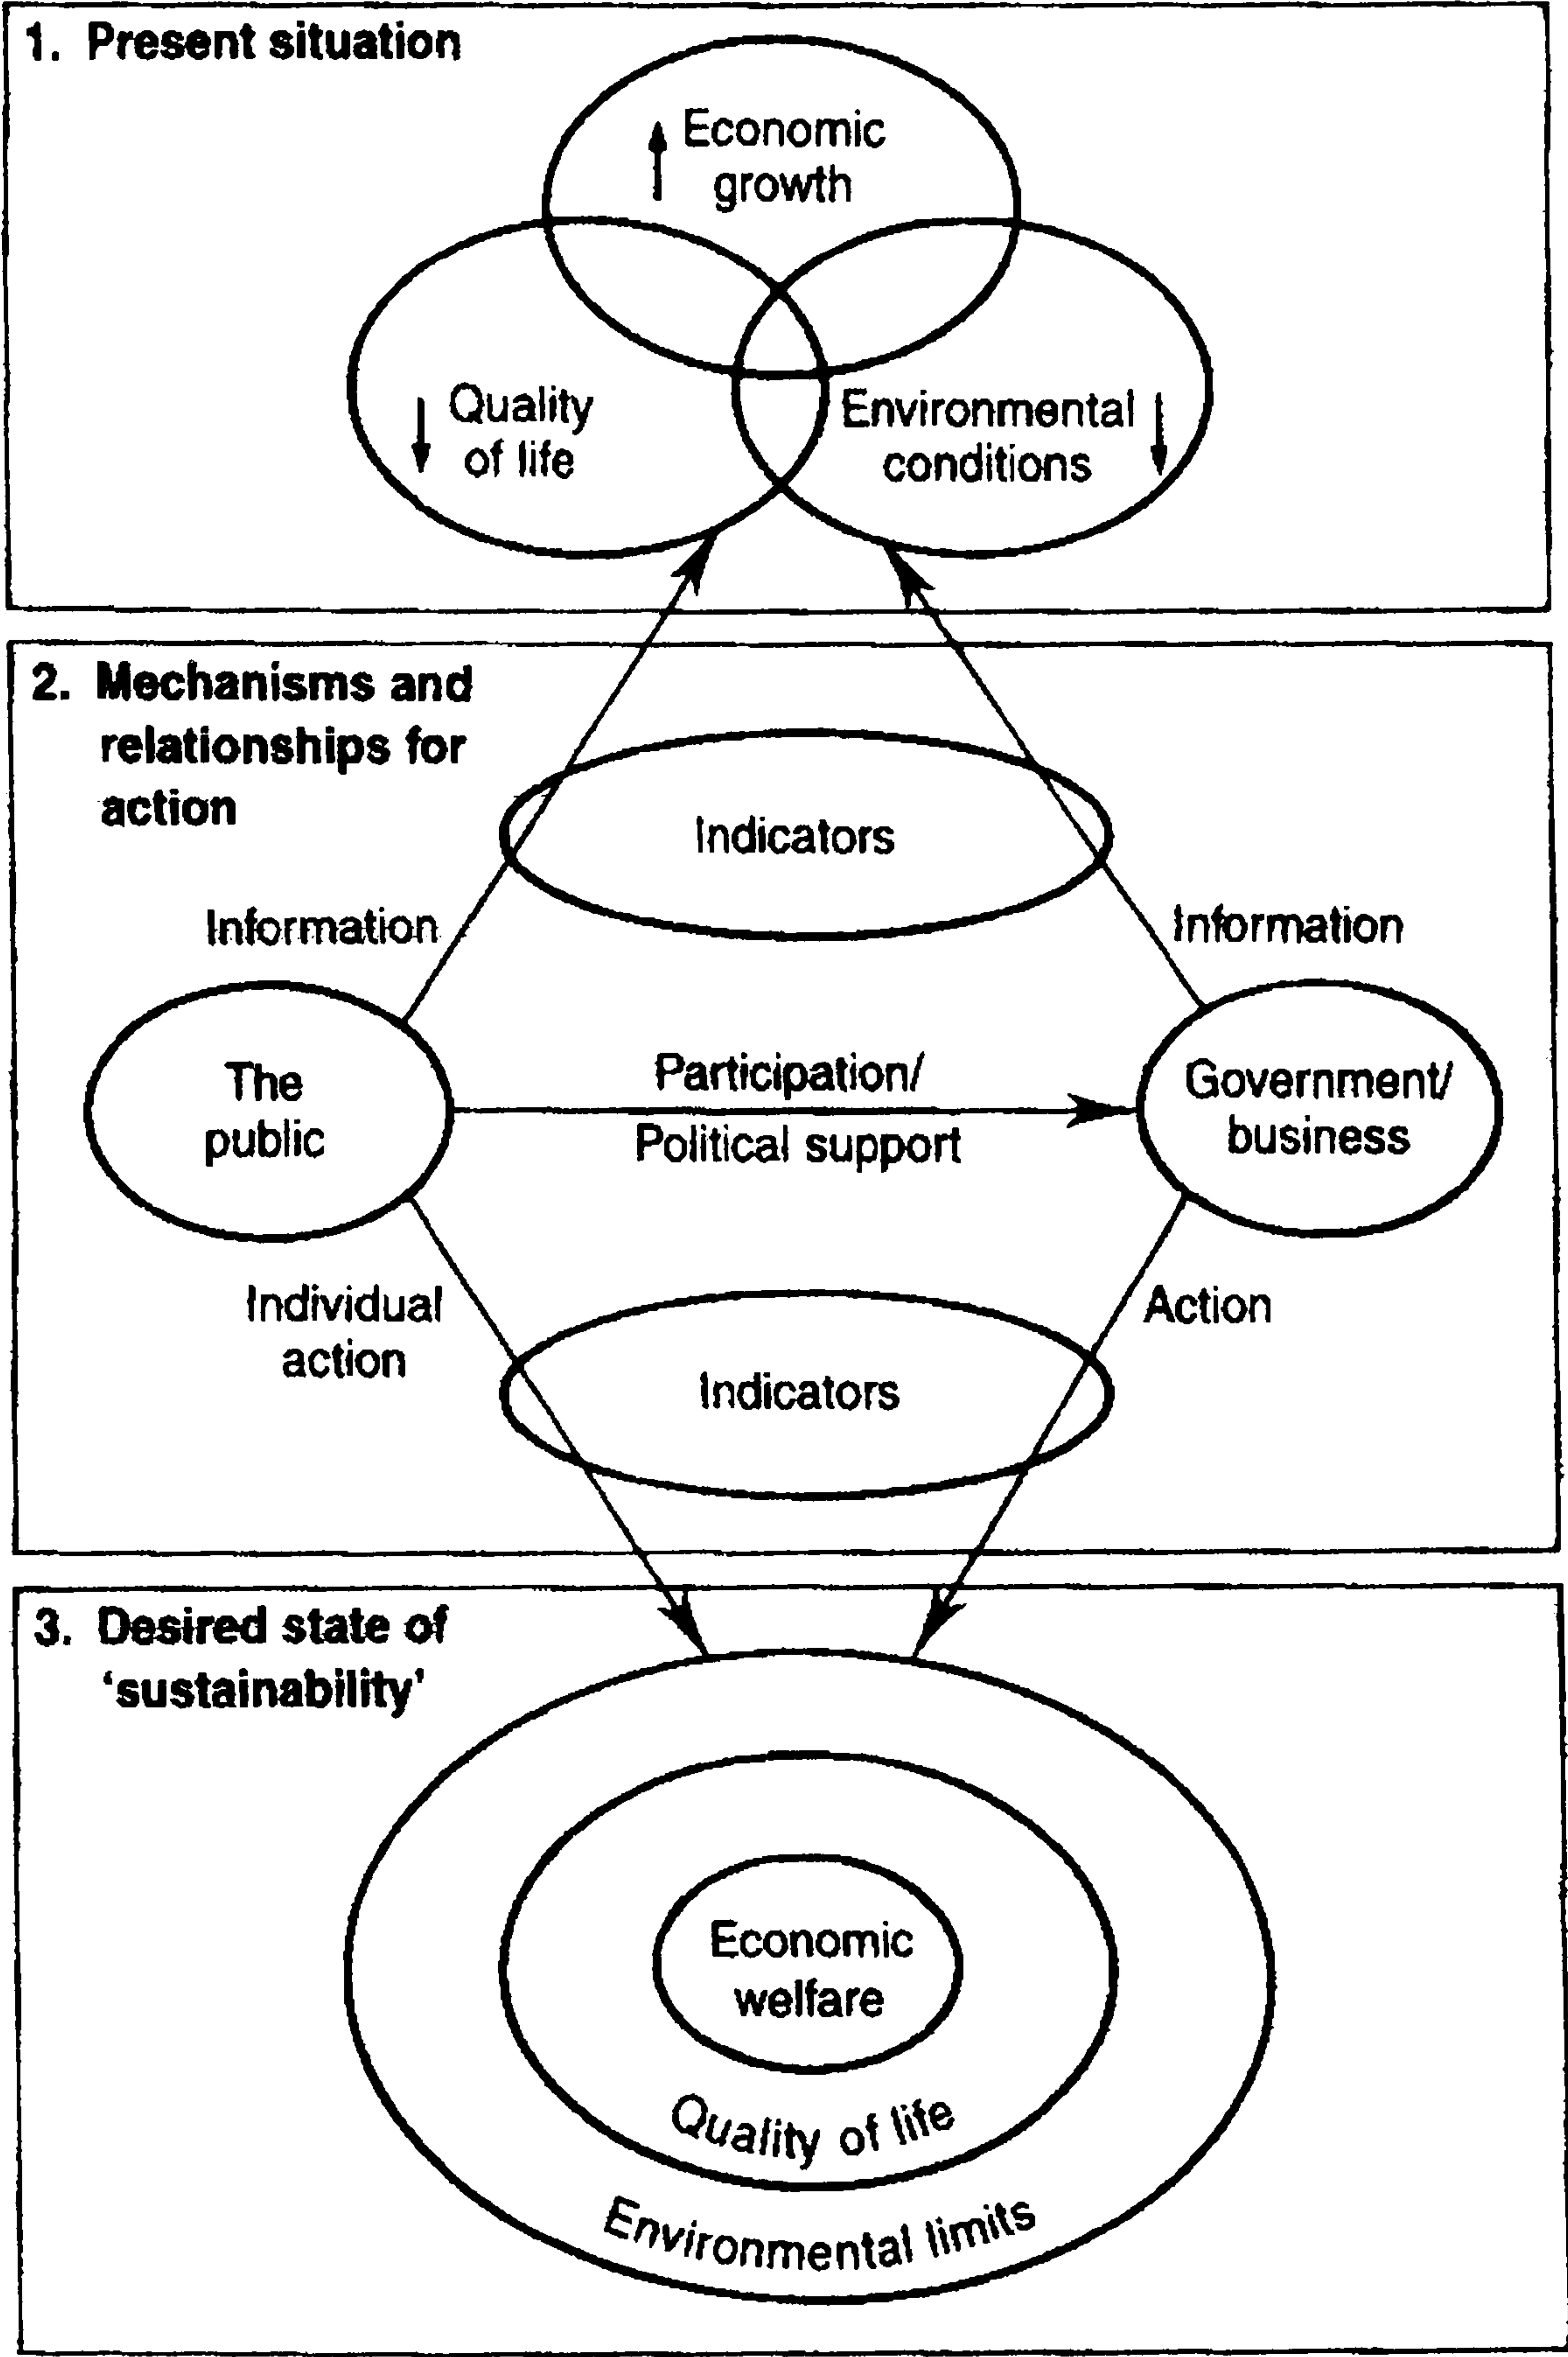 1. Present situation
Economic
growth
Quality
of life
Environmental
conditions
2. Mechanisms and
relationships for
action
Indicators
Information
Information
The
public
Participation/
Political support
Government/
business
Individual
action
Action
Indicators
3. Desired state of
‘sustainability’
Economic
welfare
Quality of life
Environmental limits